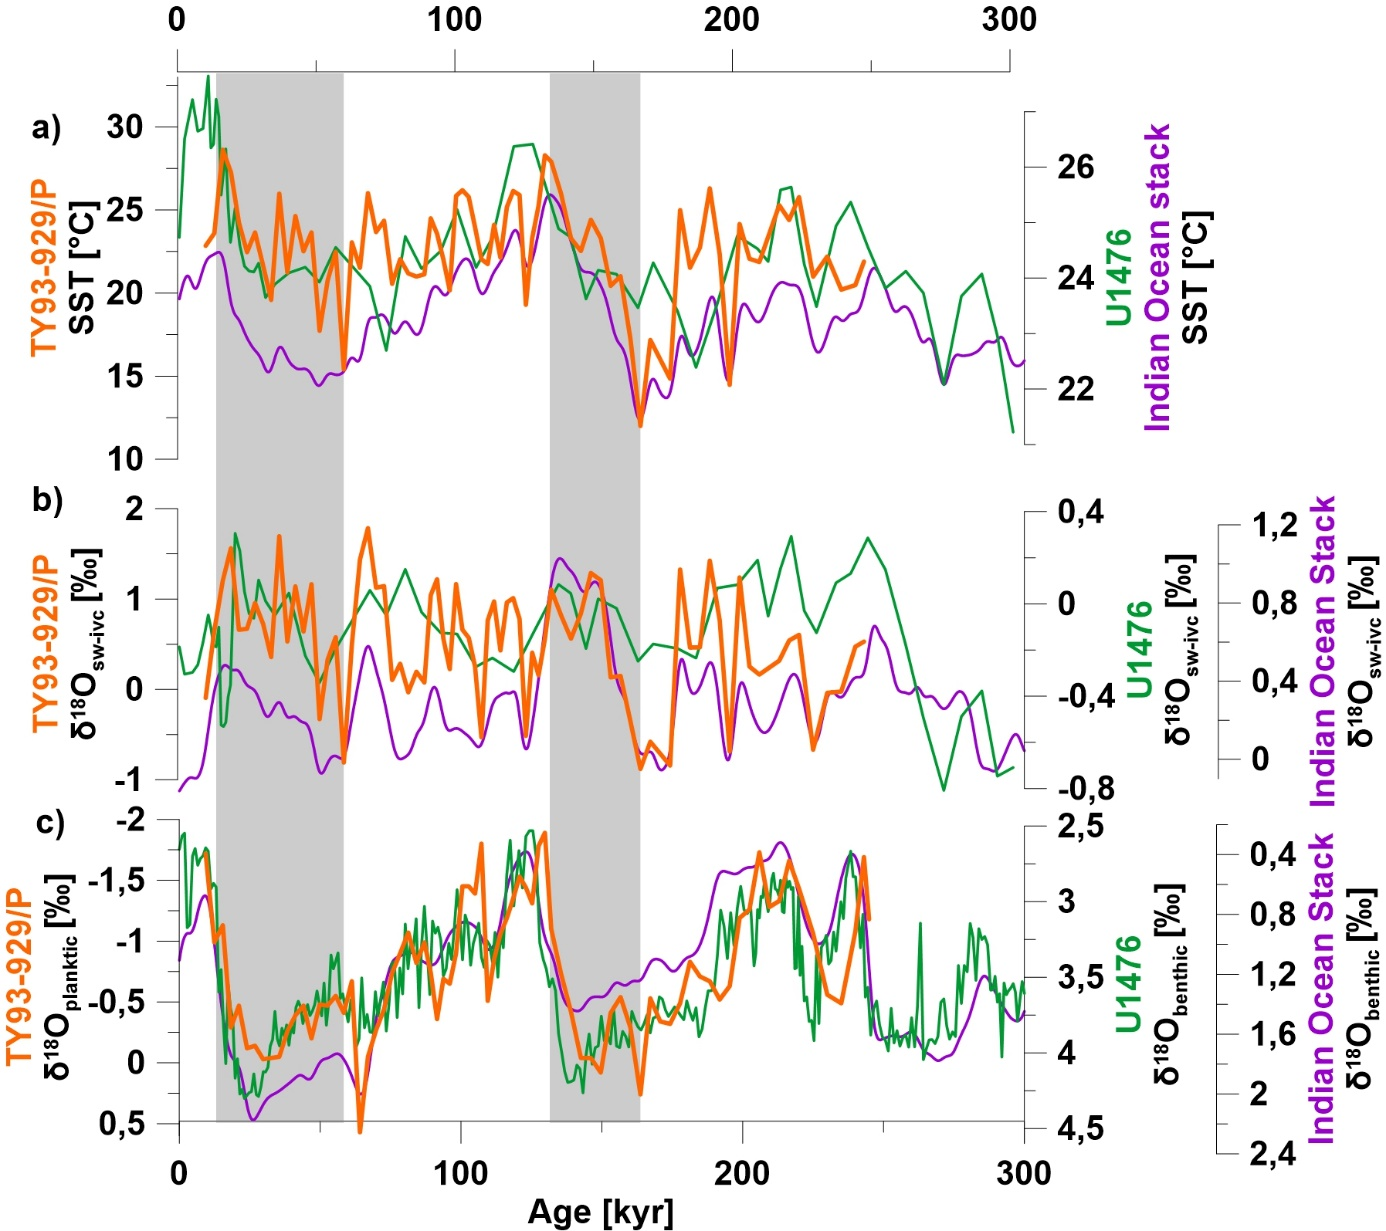 0 100 200 300
a)
30
25
20
15
10
TY93-929/P
SST [°C]
26
24
22
U1476
Indian Ocean stack
SST [°C]
b)
2
1
0
-1
TY93-929/P
δ18Osw-ivc [‰]
0,4
0
-0,4
-0,8
U1476
δ18Osw-ivc [‰]
1,2
0,8
0,4
0
Indian Ocean Stack
δ18Osw-ivc [‰]
c)
-2
-1,5
-1
-0,5
0
0,5
TY93-929/P
δ18Oplanktic [‰]
2,5
3
3,5
4
4,5
U1476
δ18Obenthic [‰]
0,4
0,8
1,2
1,6
2
2,4
Indian Ocean Stack
δ18Obenthic [‰]
0 100 200 300
Age [kyr]